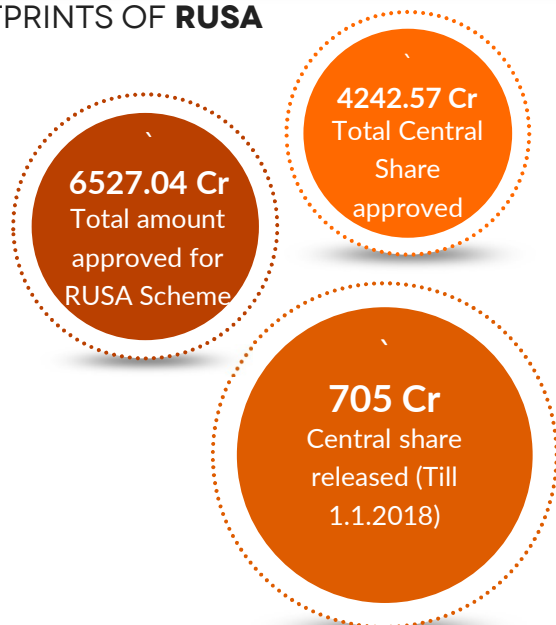 TPRINTS OF RUSA
`
4242.57 Cr
Total Central
Share
approved
`
6527.04 Cr
Total amount
approved for
RUSA Scheme
`
705 Cr
Central share
released (Till
1.1.2018)